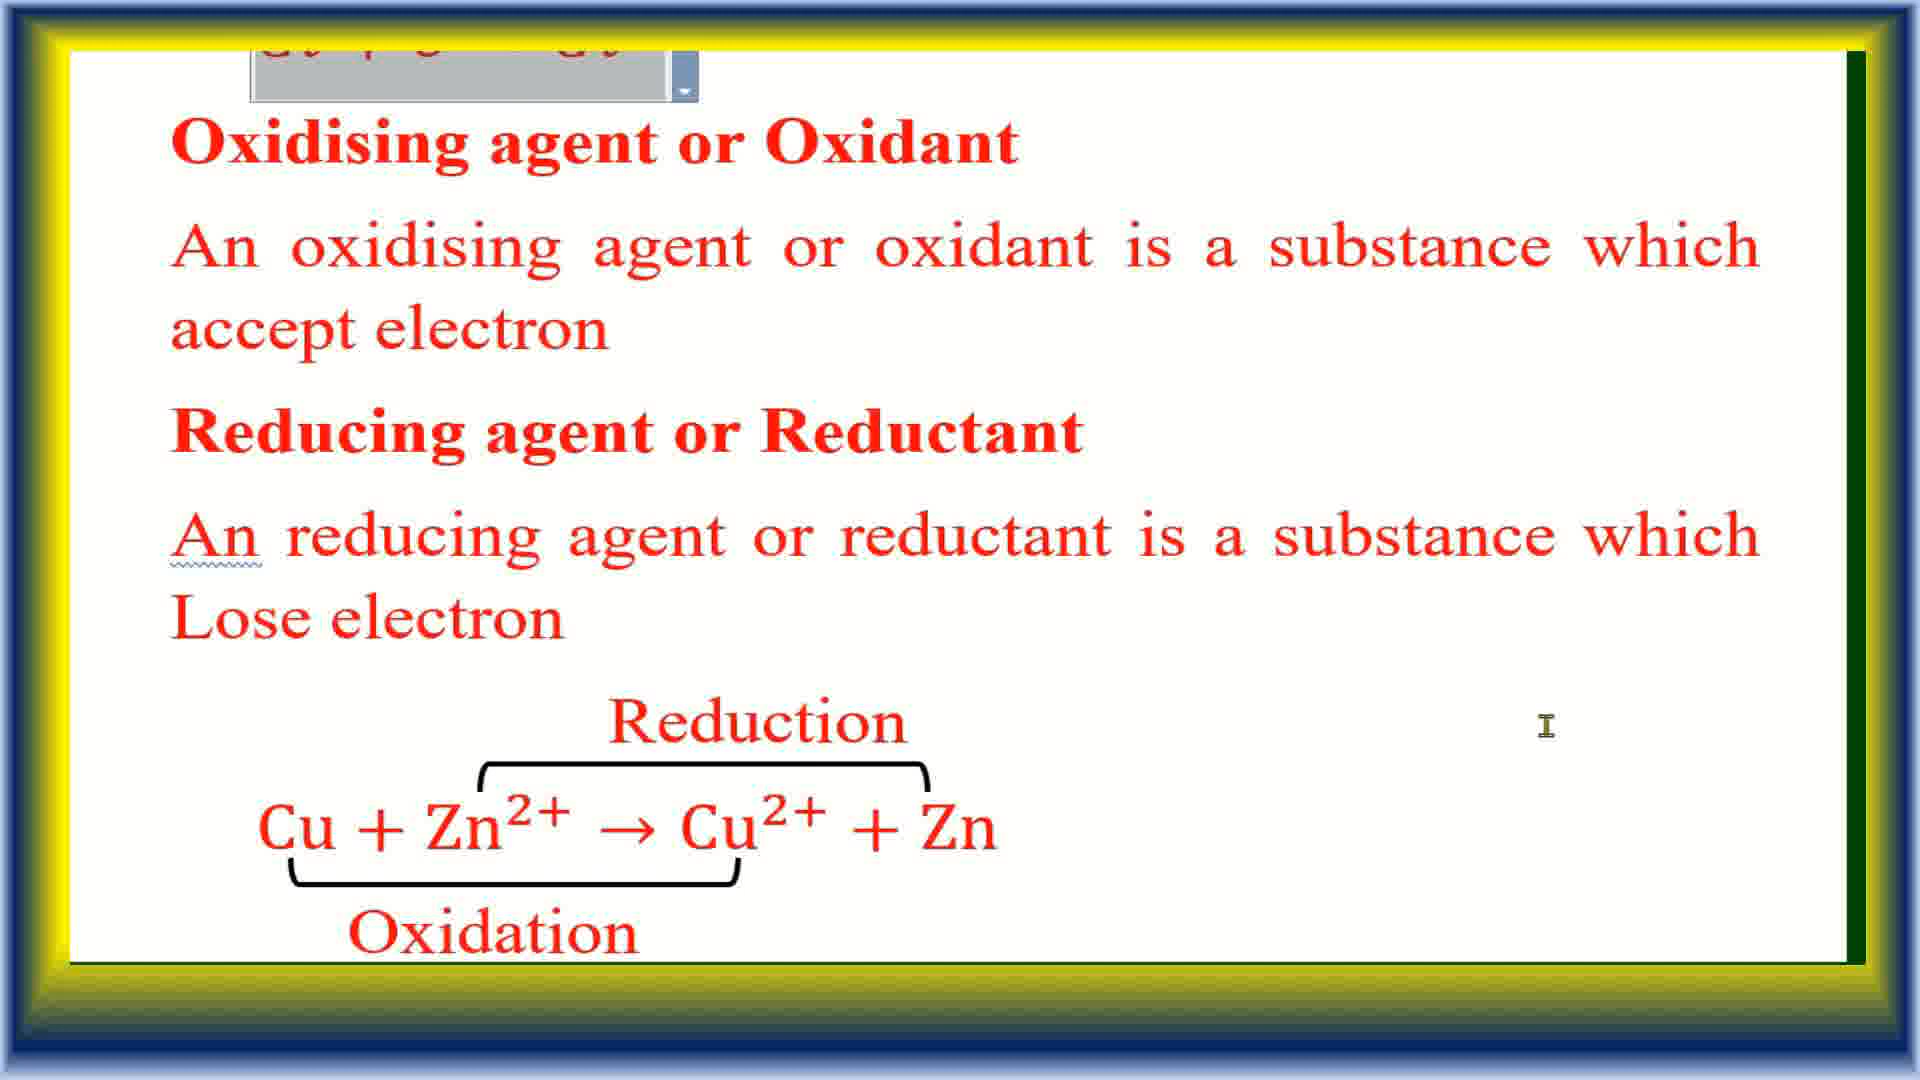 Oxidising agent or Oxidant
An oxidising agent or oxidant is a substance which
accept electron
Reducing agent or Reductant
An reducing agent or reductant is a substance which
Lose electron
Reduction
Cu + Zn²⁺ → Cu²⁺ + Zn
Oxidation